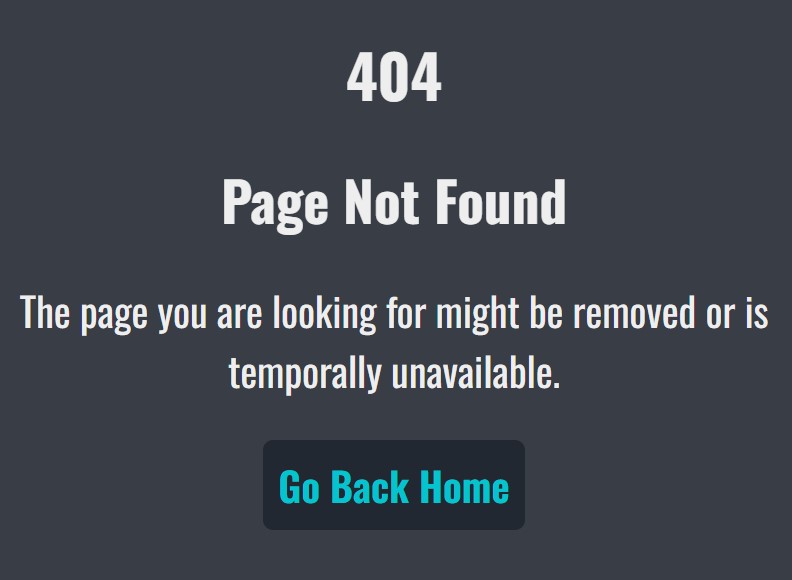 404
Page Not Found
The page you are looking for might be removed or is
temporally unavailable.
Go Back Home